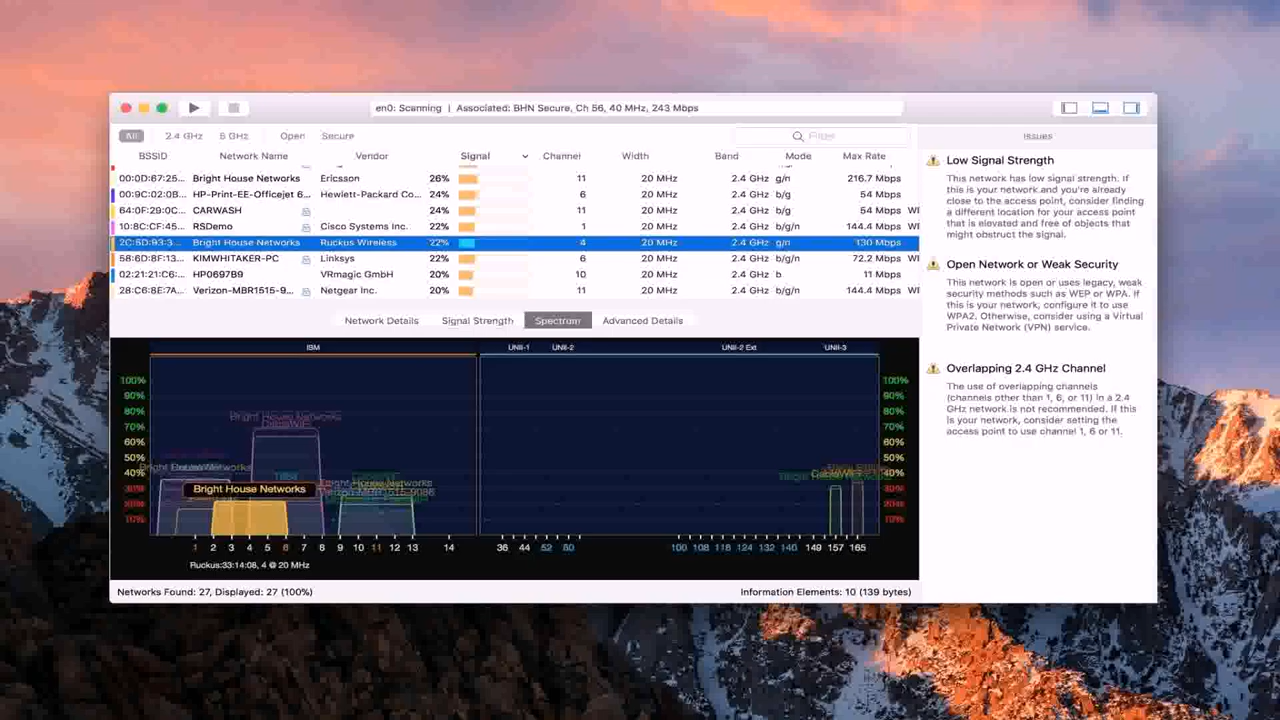 en0: Scanning | Associated: BHN Secure, Ch 56, 40 MHz, 243 Mbps
All 2.4 GHz 5 GHz Open Secure Filter
BSSID Network Name Vendor Signal Channel Width Band Mode Max Rate
00:0D:67:25... Bright House Networks Ericsson 26% 11 20 MHz 2.4 GHz g/n 216.7 Mbps
00:9C:02:0B... HP-Print-EE-Officejet 6... Hewlett-Packard Co... 24% 6 20 MHz 2.4 GHz b/g 54 Mbps
64:0F:29:0C... CARWASH 24% 11 20 MHz 2.4 GHz b/g 54 Mbps
10:8C:CF:45... RSDemo Cisco Systems Inc. 22% 1 20 MHz 2.4 GHz b/g/n 144.4 Mbps
2C:5D:93:3... Bright House Networks Ruckus Wireless 22% 4 20 MHz 2.4 GHz g/n 130 Mbps
58:6D:8F:13... KIMWHITAKER-PC Linksys 22% 6 20 MHz 2.4 GHz b/g/n 72.2 Mbps
02:21:21:C6:... HP0697B9 VRmagic GmbH 20% 10 20 MHz 2.4 GHz b 11 Mbps
28:C6:8E:7A... Verizon-MBR1515-9... Netgear Inc. 20% 11 20 MHz 2.4 GHz b/g/n 144.4 Mbps
Network Details Signal Strength Spectrum Advanced Details
ISM UNII-1 UNII-2 UNII-2 Ext UNII-3
100% 100%
90% 90%
80% 80%
Bright House Networks
CableWiFi
70% 70%
60% 60%
50% 50%
40% 40%
Bright House Networks
30% 30%
20% 20%
10% 10%
1 2 3 4 5 6 7 8 9 10 11 12 13 14 36 44 52 60 100 108 116 124 132 140 149 157 165
Ruckus:33:14:08, 4 @ 20 MHz
Networks Found: 27, Displayed: 27 (100%) Information Elements: 10 (139 bytes)
Issues
Low Signal Strength
This network has low signal strength. If
this is your network and you're already
close to the access point, consider finding
a different location for your access point
that is elevated and free of objects that
might obstruct the signal.
Open Network or Weak Security
This network is open or uses legacy, weak
security methods such as WEP or WPA. If
this is your network, configure it to use
WPA2. Otherwise, consider using a Virtual
Private Network (VPN) service.
Overlapping 2.4 GHz Channel
The use of overlapping channels
(channels other than 1, 6, or 11) in a 2.4
GHz network is not recommended. If this
is your network, consider setting the
access point to use channel 1, 6 or 11.